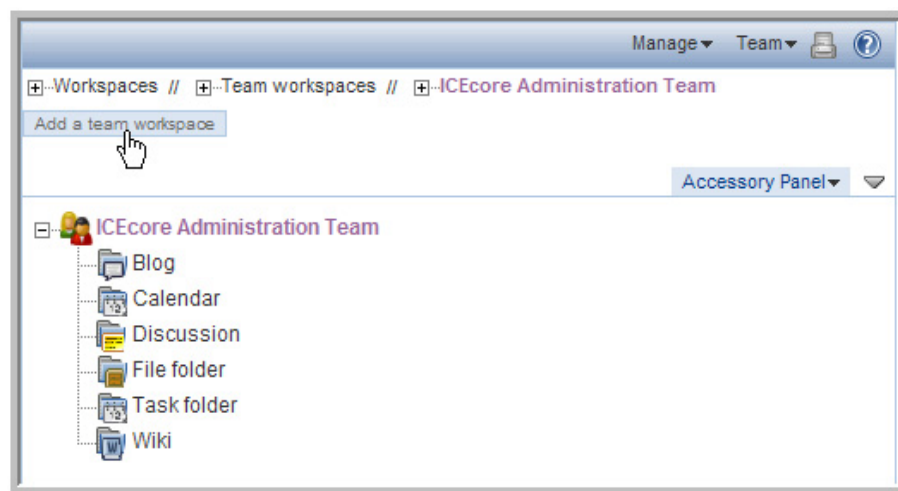 Manage Team
Workspaces // Team workspaces // ICEcore Administration Team
Add a team workspace
Accessory Panel
ICEcore Administration Team
Blog
Calendar
Discussion
File folder
Task folder
Wiki